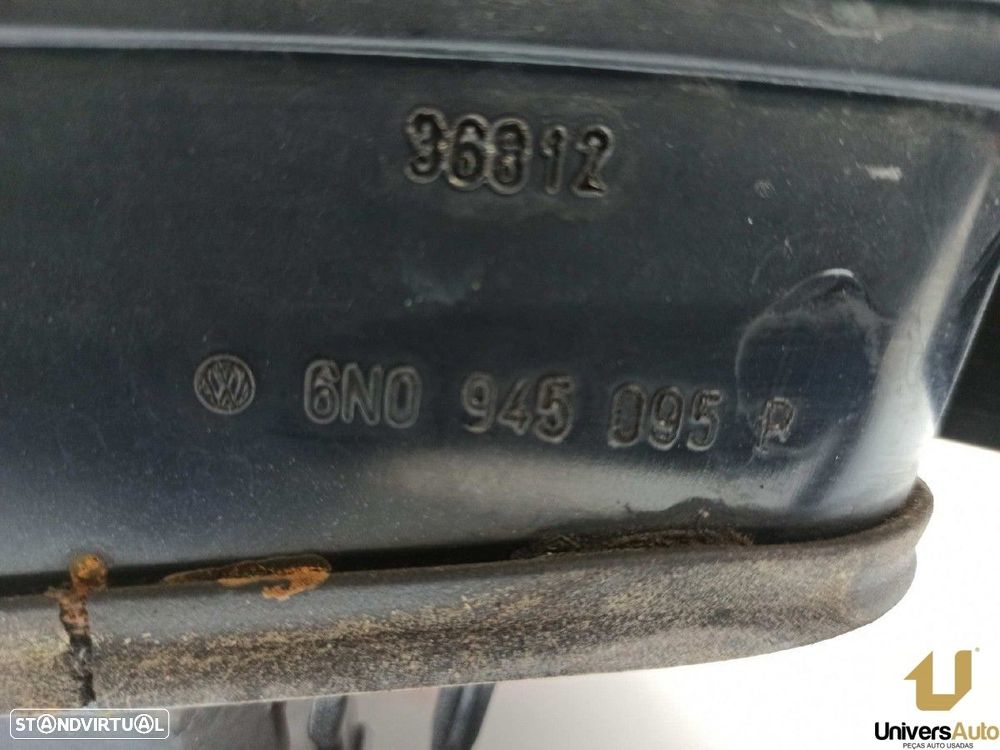 36812
6N0 945 095 P
STANDVIRTUAL
UniversAuto
PEÇAS AUTO USADAS